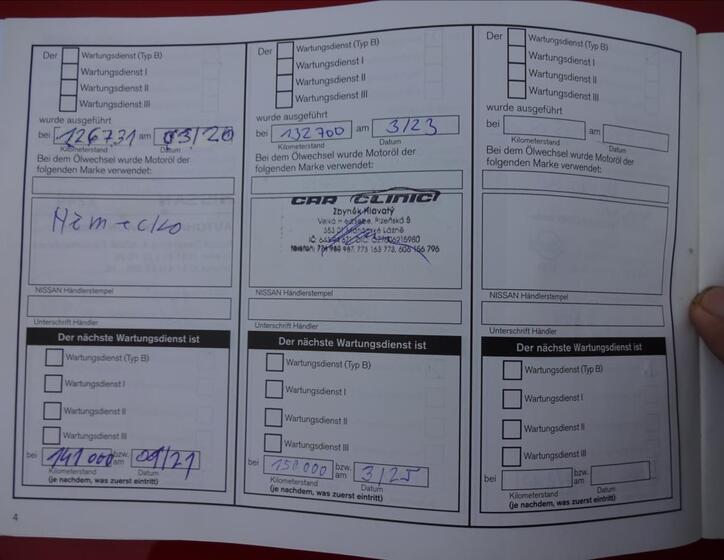 Der Wartungsdienst (Typ B)
Wartungsdienst I
Wartungsdienst II
Wartungsdienst III
wurde ausgeführt
bei 126731 am 03/20
Kilometerstand Datum
Bei dem Ölwechsel wurde Motoröl der
folgenden Marke verwendet:
Německo
NISSAN Händlerstempel
Unterschrift Händler
Der nächste Wartungsdienst ist
Wartungsdienst (Typ B)
Wartungsdienst I
Wartungsdienst II
Wartungsdienst III
bei 141 000 bzw. am 01/21
Kilometerstand Datum
(je nachdem, was zuerst eintritt)
4
Der Wartungsdienst (Typ B)
Wartungsdienst I
Wartungsdienst II
Wartungsdienst III
wurde ausgeführt
bei 132 700 am 3/23
Kilometerstand Datum
Bei dem Ölwechsel wurde Motoröl der
folgenden Marke verwendet:
CAR CLINIC
Zbyněk Hlavatý
Plzeňská
Mariánské Lázně
NISSAN Händlerstempel
Unterschrift Händler
Der nächste Wartungsdienst ist
Wartungsdienst (Typ B)
Wartungsdienst I
Wartungsdienst II
Wartungsdienst III
bei 150 000 bzw. am 3/25
Kilometerstand Datum
(je nachdem, was zuerst eintritt)
Der Wartungsdienst (Typ B)
Wartungsdienst I
Wartungsdienst II
Wartungsdienst III
wurde ausgeführt
bei am
Kilometerstand Datum
Bei dem Ölwechsel wurde Motoröl der
folgenden Marke verwendet:
NISSAN Händlerstempel
Unterschrift Händler
Der nächste Wartungsdienst ist
Wartungsdienst (Typ B)
Wartungsdienst I
Wartungsdienst II
Wartungsdienst III
bei bzw. am
Kilometerstand Datum
(je nachdem, was zuerst eintritt)